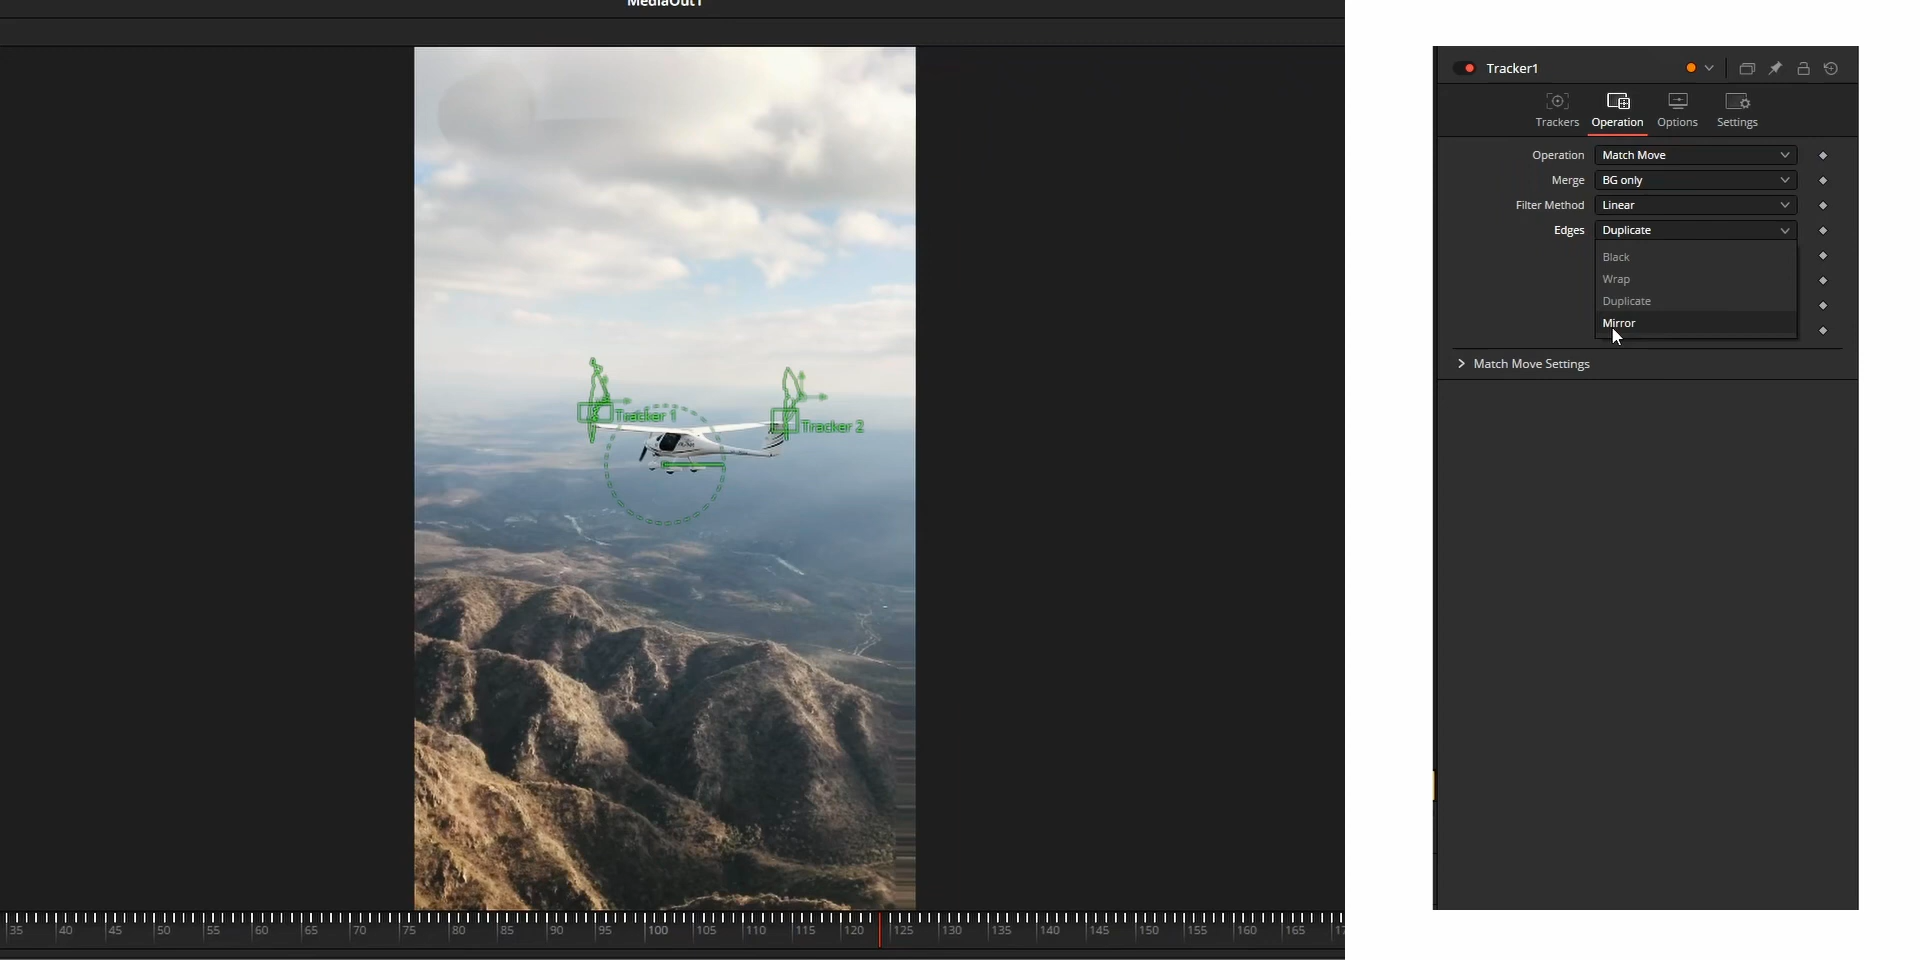 MediaOut1
Tracker1
Trackers
Operation
Options
Settings
Operation
Match Move
Merge
BG only
Filter Method
Linear
Edges
Duplicate
Black
Wrap
Duplicate
Mirror
Match Move Settings
Tracker 1
Tracker 2
35 40 45 50 55 60 65 70 75 80 85 90 95 100 105 110 115 120 125 130 135 140 145 150 155 160 165